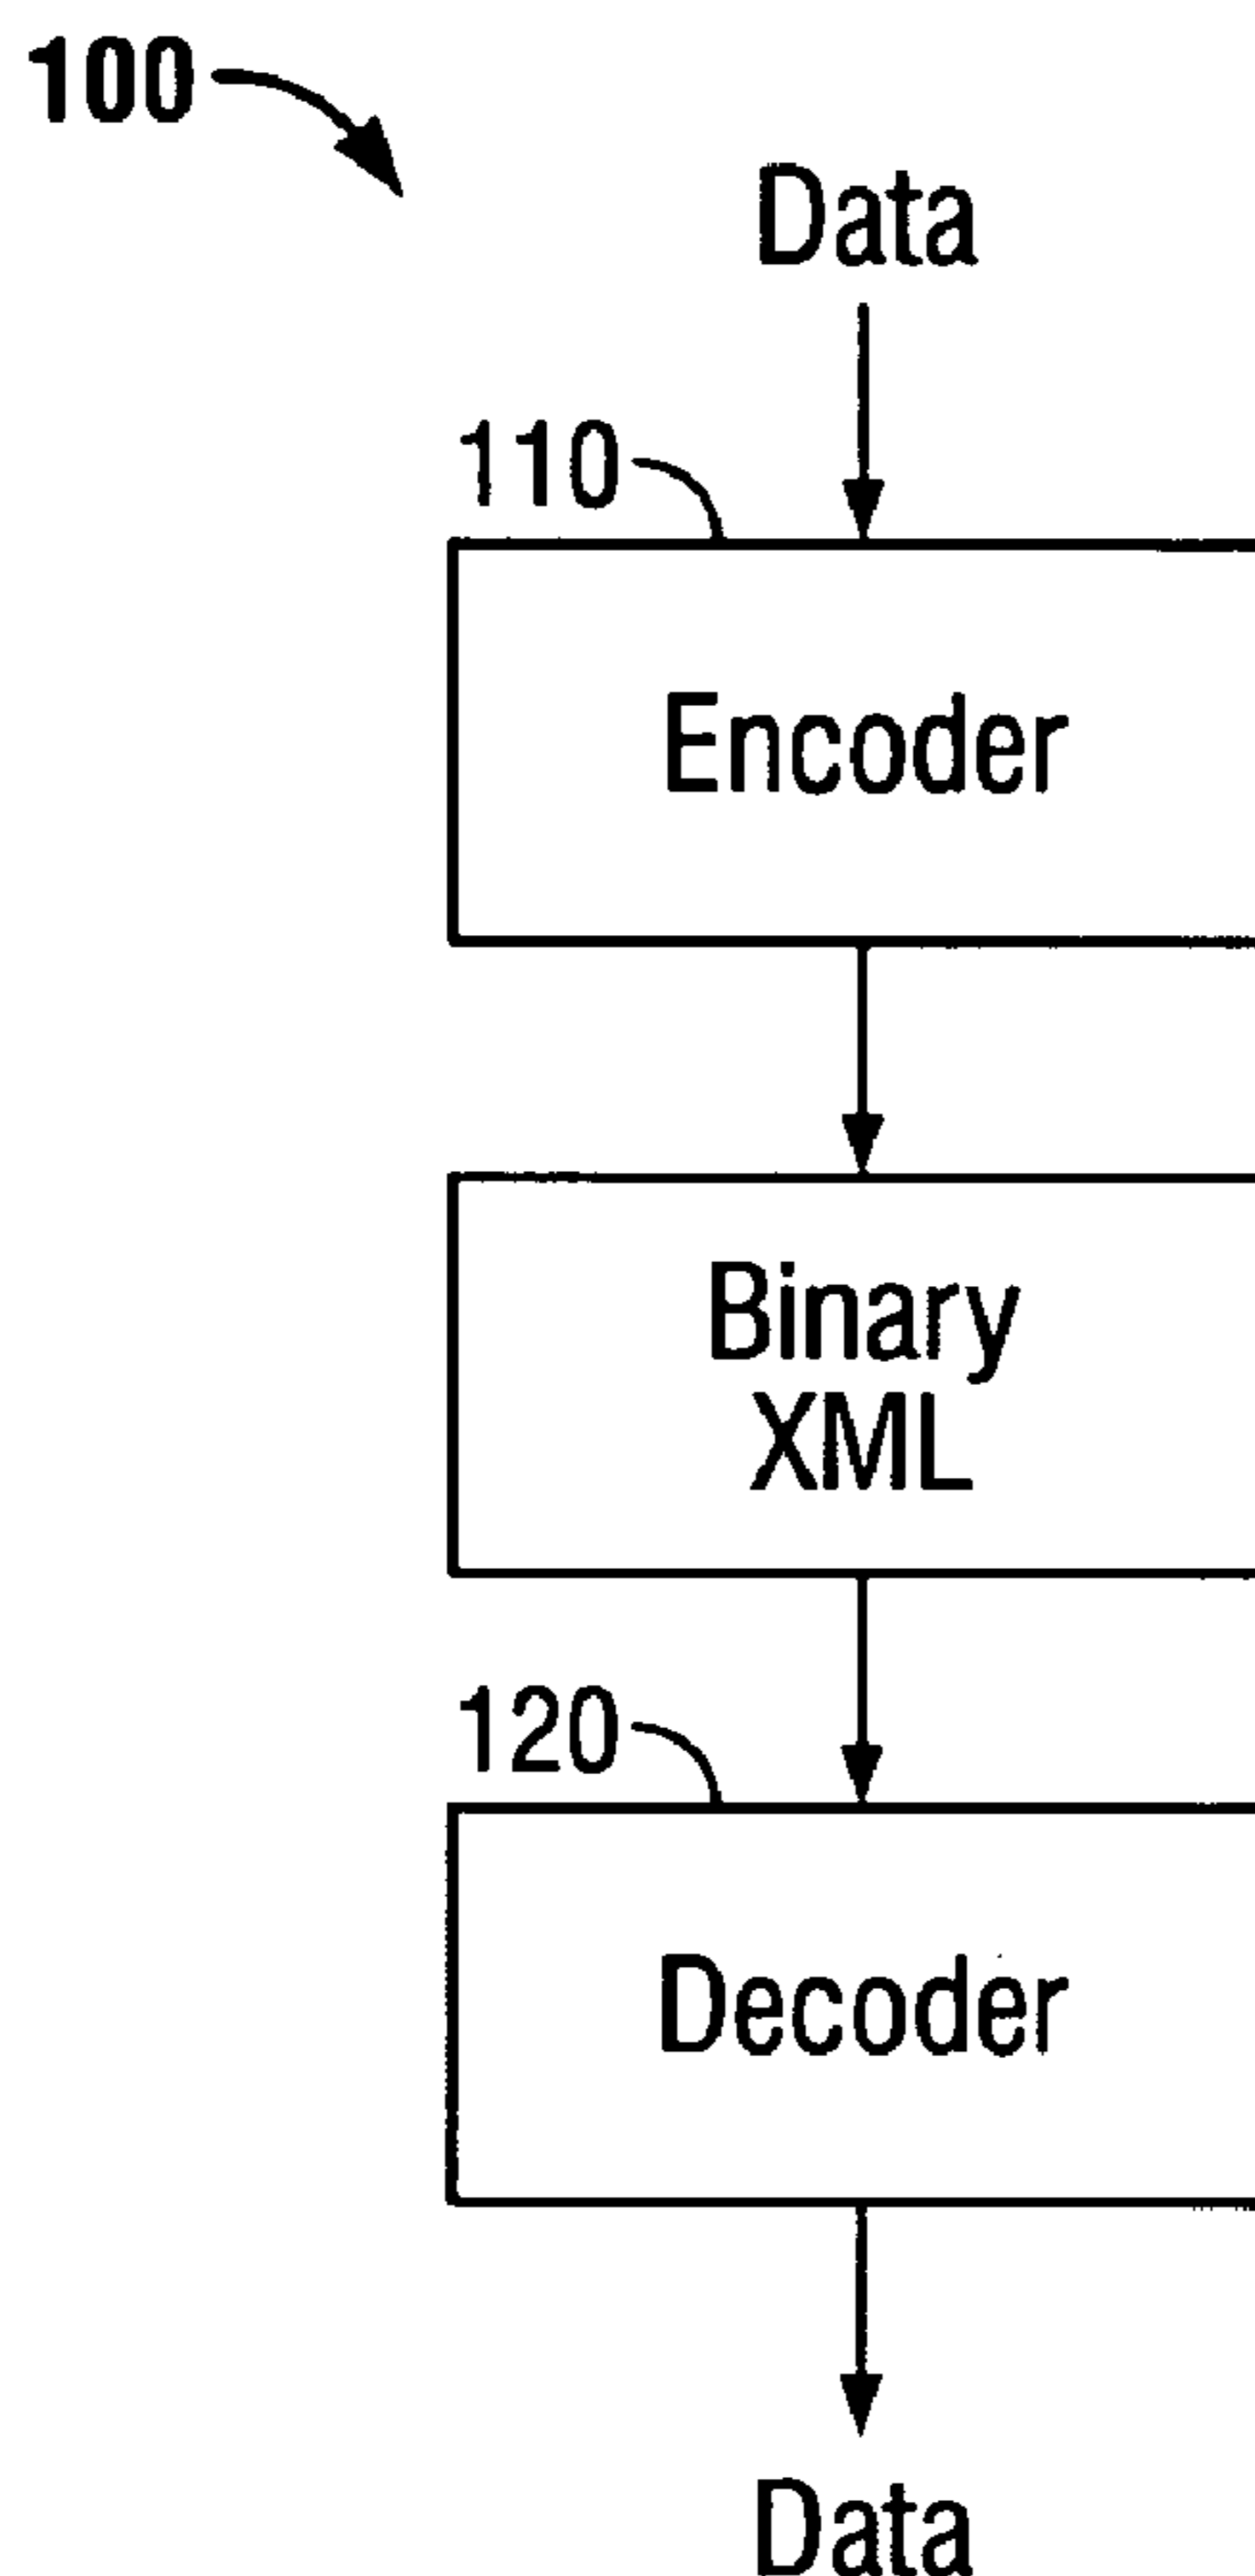 100
Data
110
Encoder
Binary
XML
120
Decoder
Data